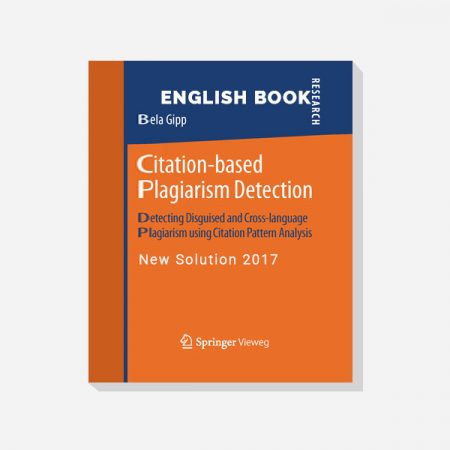 ENGLISH BOOK
RESEARCH
Bela Gipp
Citation-based
Plagiarism Detection
Detecting Disguised and Cross-language
Plagiarism using Citation Pattern Analysis
New Solution 2017
Springer Vieweg